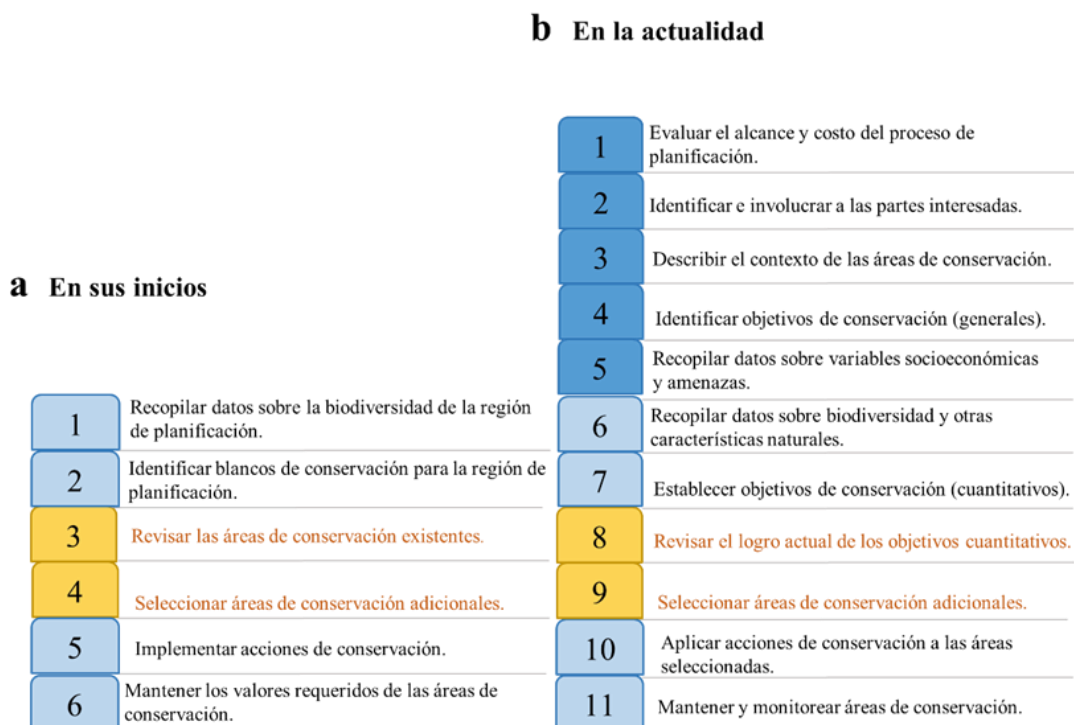 b En la actualidad
1 Evaluar el alcance y costo del proceso de
planificación.
2 Identificar e involucrar a las partes interesadas.
3 Describir el contexto de las áreas de conservación.
4 Identificar objetivos de conservación (generales).
5 Recopilar datos sobre variables socioeconómicas
y amenazas.
6 Recopilar datos sobre biodiversidad y otras
características naturales.
7 Establecer objetivos de conservación (cuantitativos).
8 Revisar el logro actual de los objetivos cuantitativos.
9 Seleccionar áreas de conservación adicionales.
10 Aplicar acciones de conservación a las áreas
seleccionadas.
11 Mantener y monitorear áreas de conservación.
a En sus inicios
1 Recopilar datos sobre la biodiversidad de la región
de planificación.
2 Identificar blancos de conservación para la región de
planificación.
3 Revisar las áreas de conservación existentes.
4 Seleccionar áreas de conservación adicionales.
5 Implementar acciones de conservación.
6 Mantener los valores requeridos de las áreas de
conservación.